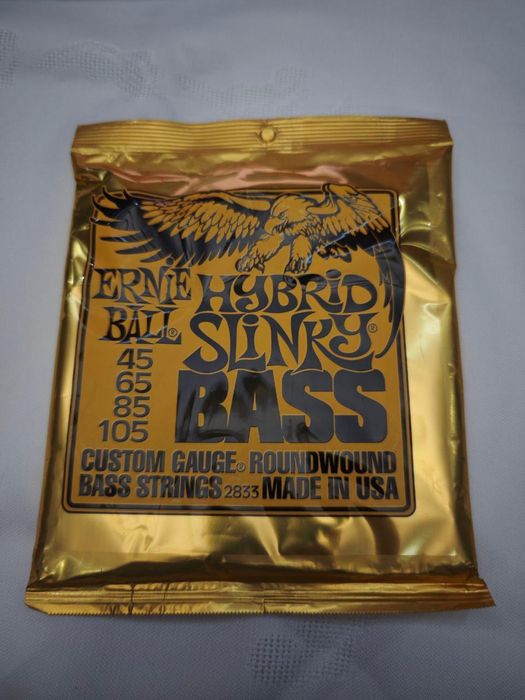 ERNIE
BALL®
HYBRID
SLINKY®
BASS
45
65
85
105
CUSTOM GAUGE® ROUNDWOUND
BASS STRINGS 2833 MADE IN USA